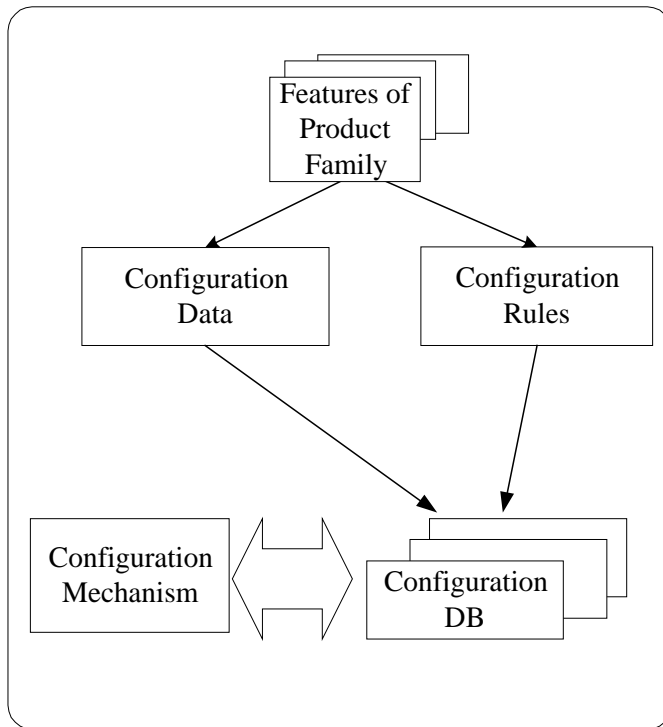 Features of
Product
Family
Configuration
Data
Configuration
Rules
Configuration
Mechanism
Configuration
DB